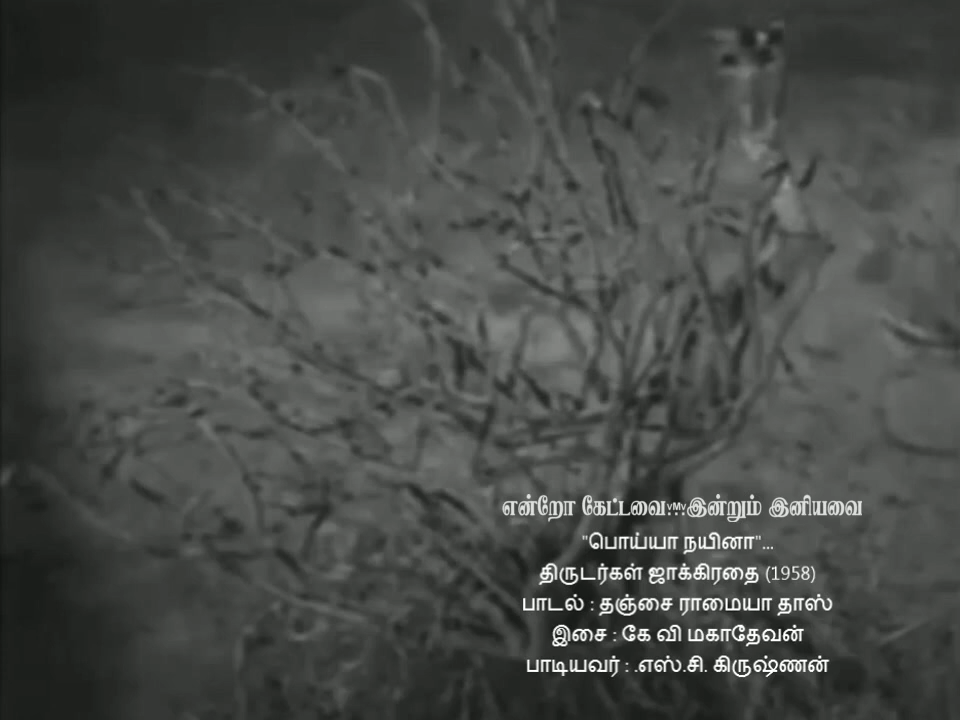 என்றோ கேட்டவை...இன்றும் இனியவை
"பொய்யா நயினா"...
திருடர்கள் ஜாக்கிரதை (1958)
பாடல் : தஞ்சை ராமையா தாஸ்
இசை : கே வி மகாதேவன்
பாடியவர் : .எஸ்.சி. கிருஷ்ணன்